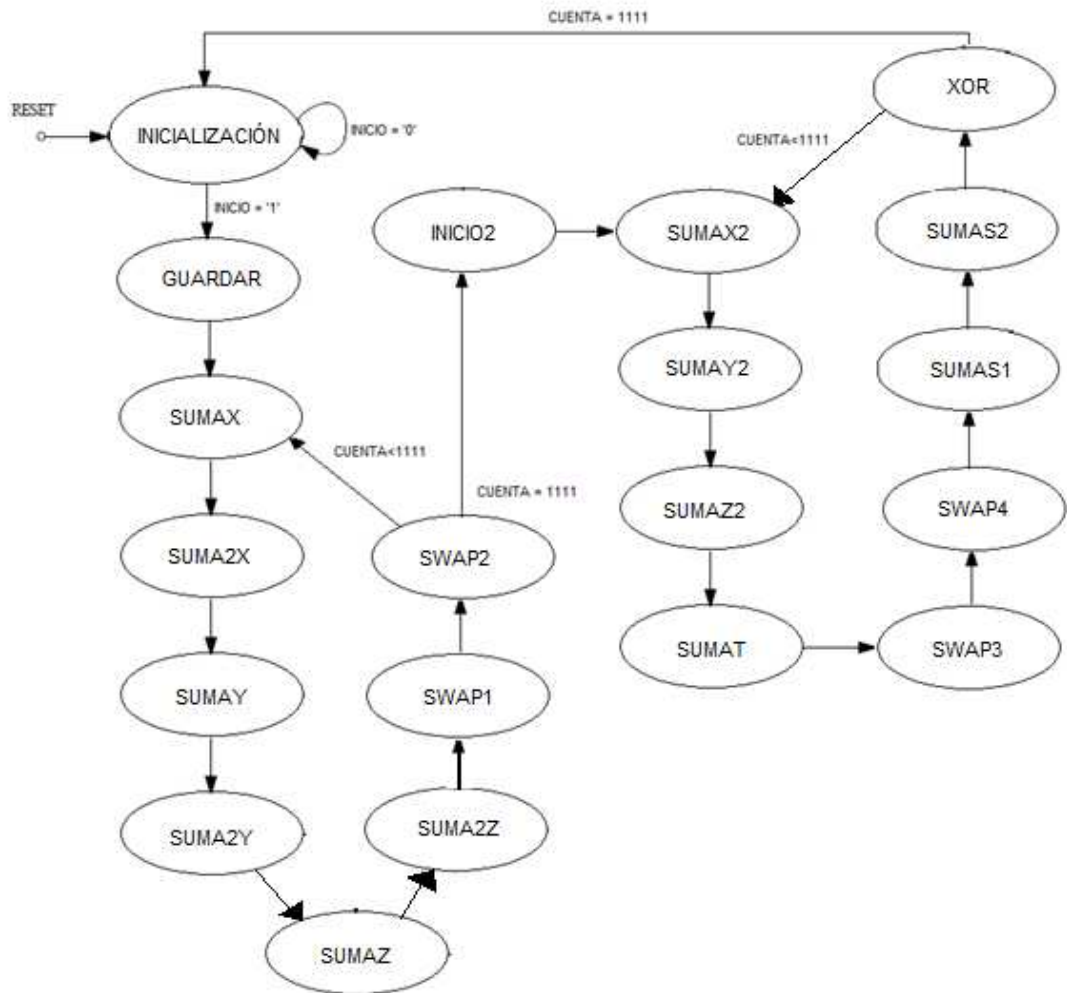 CUENTA = 1111
XOR
RESET
INICIALIZACIÓN
INICIO = '0'
CUENTA<1111
INICIO = '1'
INICIO2
SUMAX2
SUMAS2
GUARDAR
SUMAY2
SUMAS1
SUMAX
CUENTA<1111
CUENTA = 1111
SUMAZ2
SWAP4
SUMA2X
SWAP2
SUMAT
SWAP3
SUMAY
SWAP1
SUMA2Y
SUMA2Z
SUMAZ